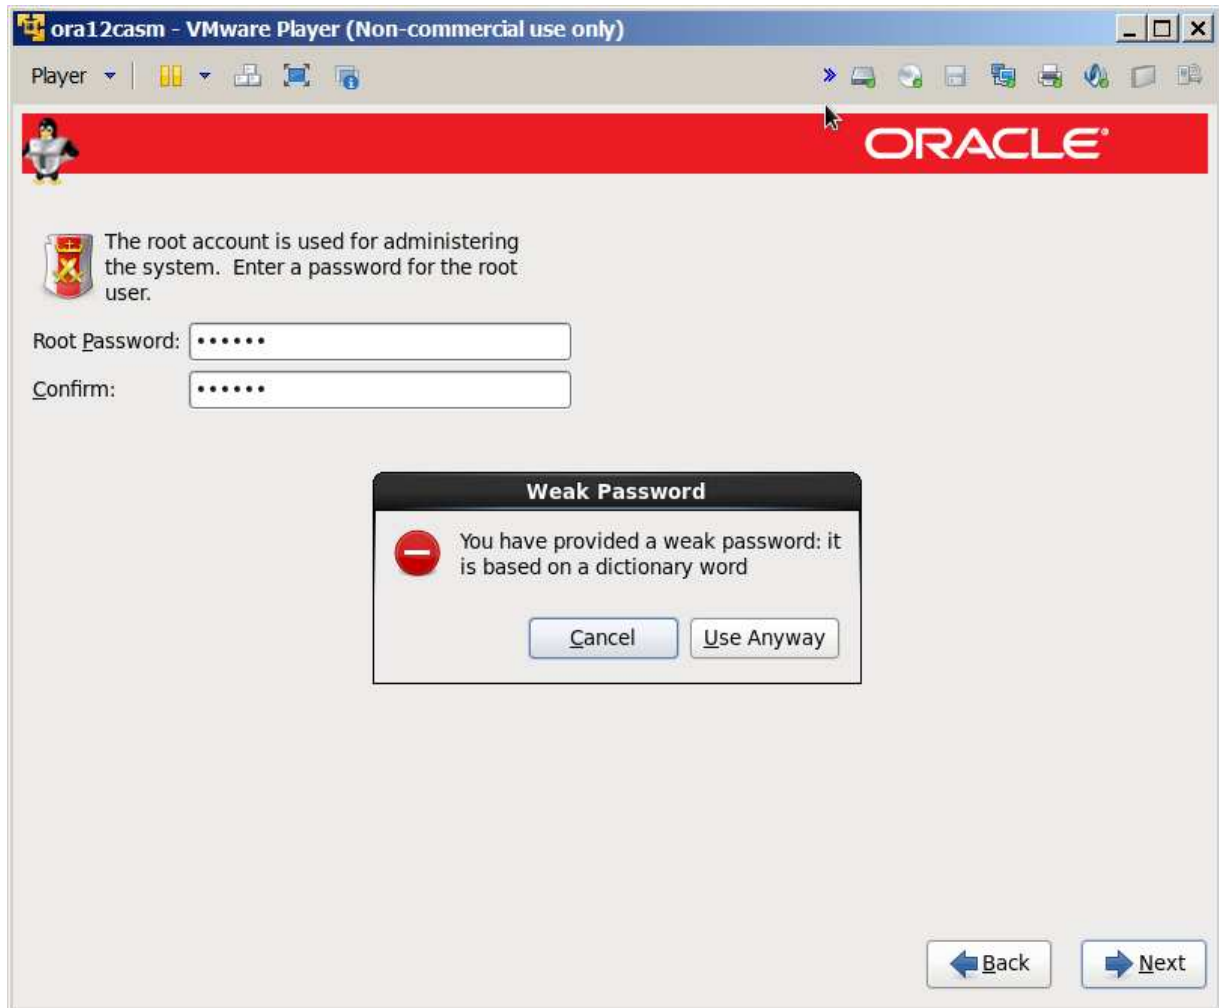 ora12casm - VMware Player (Non-commercial use only)
Player
ORACLE®
The root account is used for administering
the system.  Enter a password for the root
user.
Root Password: ••••••
Confirm: ••••••
Weak Password
You have provided a weak password: it
is based on a dictionary word
Cancel Use Anyway
Back Next